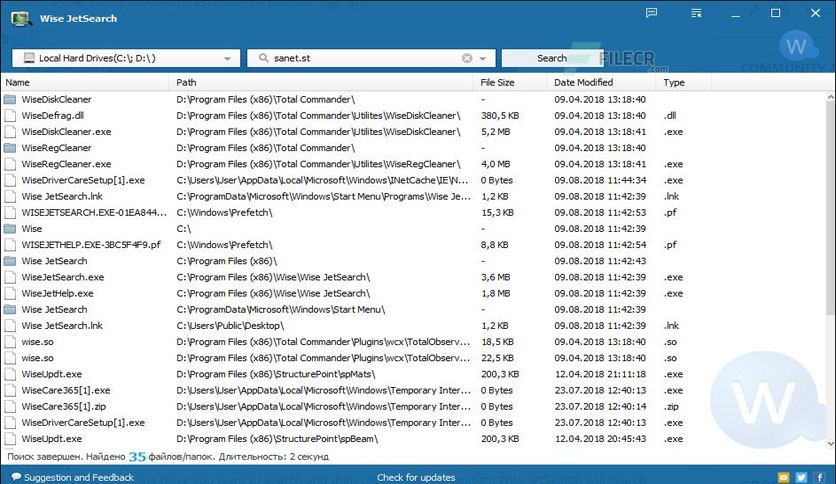 Wise JetSearch
Local Hard Drives(C:\; D:\) sanet.st Search FILECR .com
Name Path File Size Date Modified Type
WiseDiskCleaner D:\Program Files (x86)\Total Commander\ - 09.04.2018 13:18:40
WiseDefrag.dll D:\Program Files (x86)\Total Commander\Utilites\WiseDiskCleaner\ 380,5 KB 09.04.2018 13:18:40 .dll
WiseDiskCleaner.exe D:\Program Files (x86)\Total Commander\Utilites\WiseDiskCleaner\ 5,2 MB 09.04.2018 13:18:41 .exe
WiseRegCleaner D:\Program Files (x86)\Total Commander\ - 09.04.2018 13:18:40
WiseRegCleaner.exe D:\Program Files (x86)\Total Commander\Utilites\WiseRegCleaner\ 4,0 MB 09.04.2018 13:18:41 .exe
WiseDriverCareSetup[1].exe C:\Users\User\AppData\Local\Microsoft\Windows\INetCache\IE\N... 0 Bytes 09.08.2018 11:44:34 .exe
Wise JetSearch.lnk C:\ProgramData\Microsoft\Windows\Start Menu\Programs\Wise Je... 1,2 KB 09.08.2018 11:42:39 .lnk
WISEJETSEARCH.EXE-01EA844... C:\Windows\Prefetch\ 15,3 KB 09.08.2018 11:42:53 .pf
Wise C:\ - 09.08.2018 11:42:39
WISEJETHELP.EXE-3BC5F4F9.pf C:\Windows\Prefetch\ 8,8 KB 09.08.2018 11:42:54 .pf
Wise JetSearch C:\Program Files (x86)\ - 09.08.2018 11:42:43
WiseJetSearch.exe C:\Program Files (x86)\Wise\Wise JetSearch\ 3,6 MB 09.08.2018 11:42:39 .exe
WiseJetHelp.exe C:\Program Files (x86)\Wise\Wise JetSearch\ 1,8 MB 09.08.2018 11:42:39 .exe
Wise JetSearch C:\ProgramData\Microsoft\Windows\Start Menu\ - 09.08.2018 11:42:39
Wise JetSearch.lnk C:\Users\Public\Desktop\ 1,2 KB 09.08.2018 11:42:39 .lnk
wise.so D:\Program Files (x86)\Total Commander\Plugins\wcx\TotalObserv... 18,5 KB 09.04.2018 13:18:40 .so
wise.so D:\Program Files (x86)\Total Commander\Plugins\wcx\TotalObserv... 22,5 KB 09.04.2018 13:18:40 .so
WiseUpdt.exe D:\Program Files (x86)\StructurePoint\spMats\ 200,3 KB 12.04.2018 21:11:18 .exe
WiseCare365[1].exe D:\Users\User\AppData\Local\Microsoft\Windows\Temporary Inter... 0 Bytes 23.07.2018 12:40:13 .exe
WiseCare365[1].zip D:\Users\User\AppData\Local\Microsoft\Windows\Temporary Inter... 0 Bytes 23.07.2018 12:40:14 .zip
WiseDriverCareSetup[1].exe D:\Users\User\AppData\Local\Microsoft\Windows\Temporary Inter... 0 Bytes 23.07.2018 12:40:13 .exe
WiseUpdt.exe D:\Program Files (x86)\StructurePoint\spBeam\ 200,3 KB 12.04.2018 20:45:43 .exe
W
Поиск завершен. Найдено 35 файлов/папок. Длительность: 2 секунд
Suggestion and Feedback Check for updates